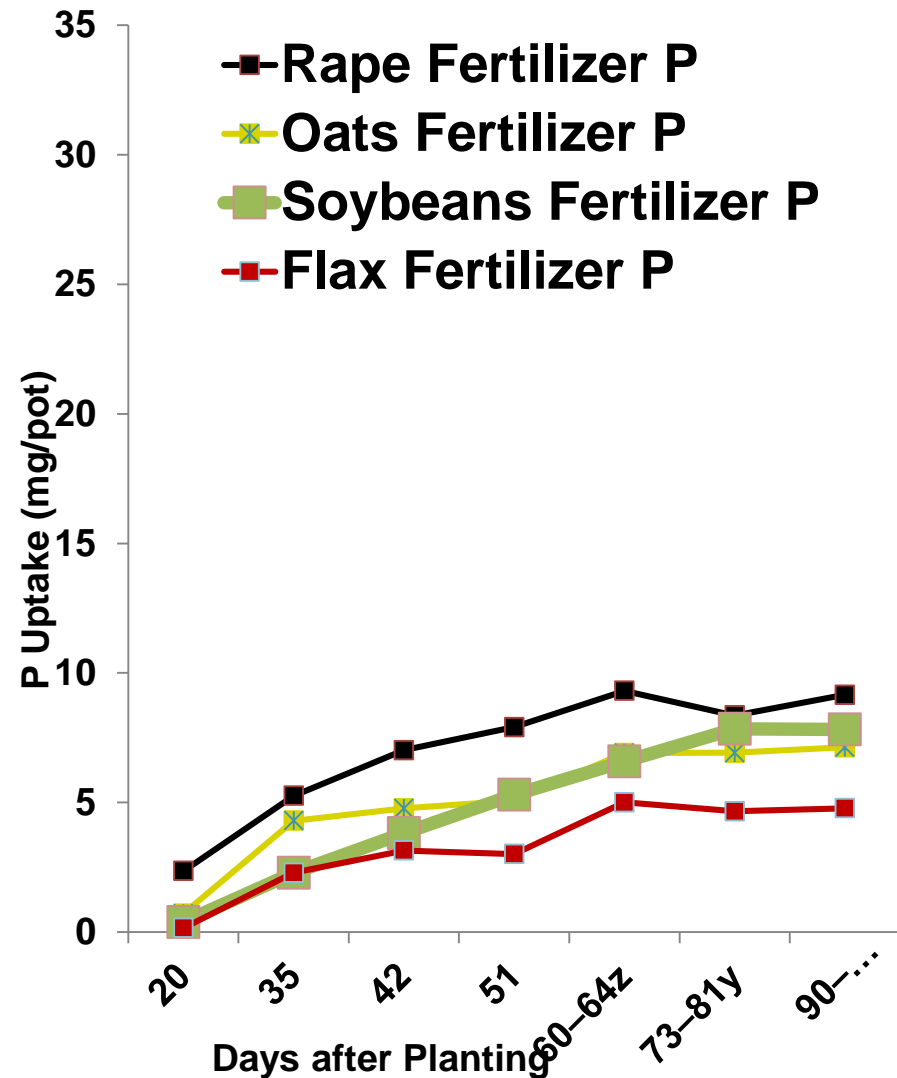 35
30
25
20
15
10
5
0
Rape Fertilizer P
Oats Fertilizer P
Soybeans Fertilizer P
Flax Fertilizer P
P Uptake (mg/pot)
20
35
42
51
60–64z
73–81y
90–...
Days after Planting